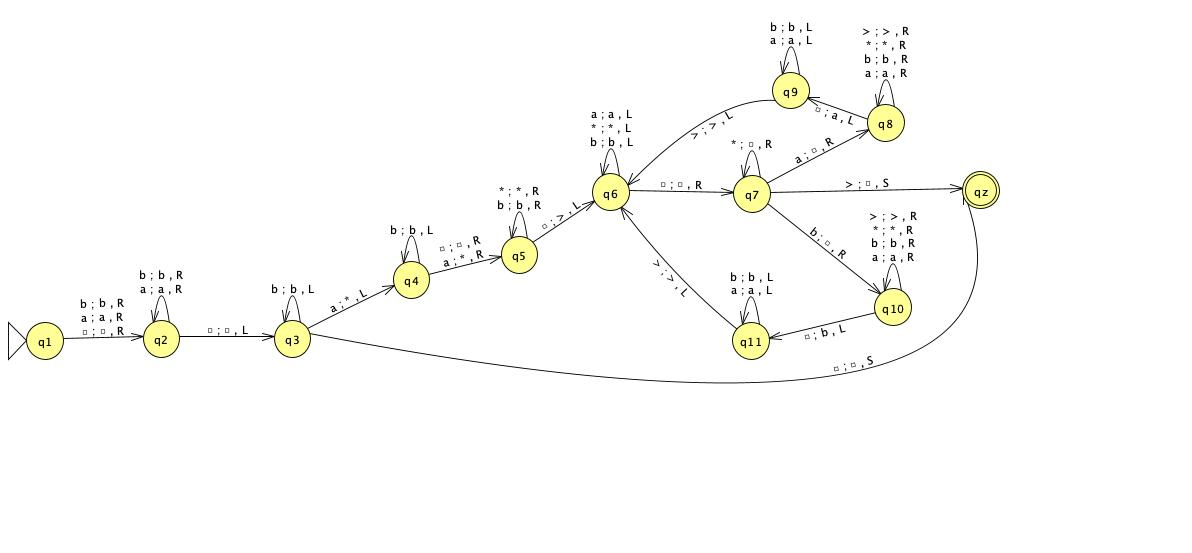 b ; b , L
a ; a , L
q9
> ; > , R
* ; * , R
b ; b , R
a ; a , R
q8
□ ; a , L
> ; > , L
a ; a , L
* ; * , L
b ; b , L
q6
□ ; □ , R
* ; □ , R
q7
a ; □ , R
> ; □ , S
qz
* ; * , R
b ; b , R
q5
□ ; > , L
b ; b , L
q4
□ ; □ , R
a ; * , R
b ; □ , R
> ; > , R
* ; * , R
b ; b , R
a ; a , R
q10
b ; b , R
a ; a , R
□ ; □ , R
q1
b ; b , R
a ; a , R
q2
□ ; □ , L
b ; b , L
q3
a ; * , L
> ; > , L
b ; b , L
a ; a , L
q11
□ ; b , L
□ ; □ , S